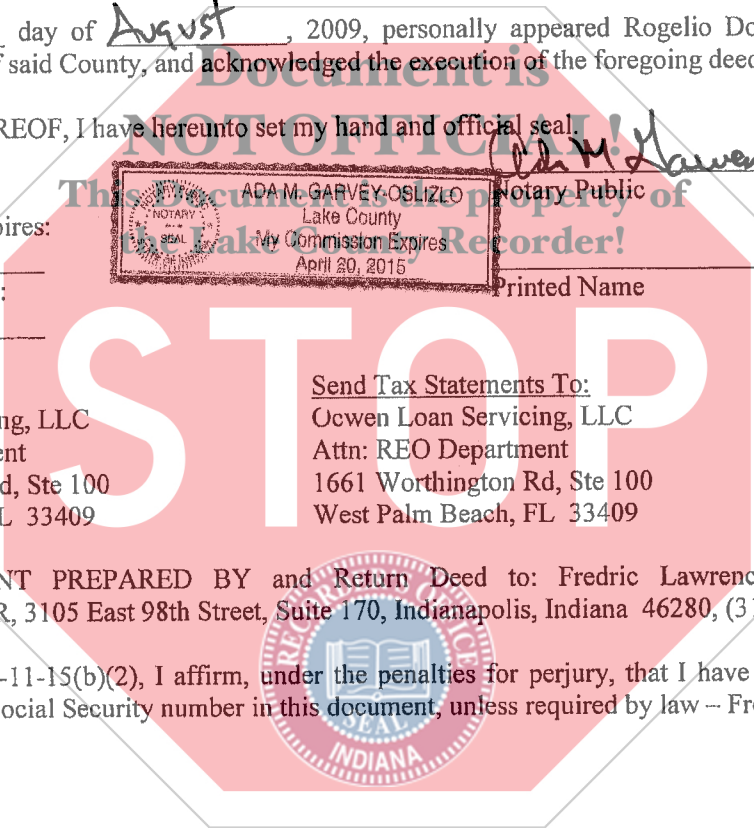 day of August, 2009, personally appeared Rogelio Do
said County, and acknowledged the execution of the foregoing deed
Document is
REOF, I have hereunto set my hand and official seal.
NOT OFFICIAL!
ADA M. GARVEY-OSLIZLO
Notary Public
This Document is the property of
NOTARY
SEAL
Lake County
pires:
My Commission Expires
the Lake County Recorder!
April 20, 2015
:
Printed Name
STOP
Send Tax Statements To:
ng, LLC
Ocwen Loan Servicing, LLC
ent
Attn: REO Department
d, Ste 100
1661 Worthington Rd, Ste 100
L 33409
West Palm Beach, FL 33409
NT PREPARED BY and Return Deed to: Fredric Lawrenc
R, 3105 East 98th Street, Suite 170, Indianapolis, Indiana 46280, (31
-11-15(b)(2), I affirm, under the penalties for perjury, that I have
ocial Security number in this document, unless required by law – Fr
RECORDER'S OFFICE
SEAL
INDIANA